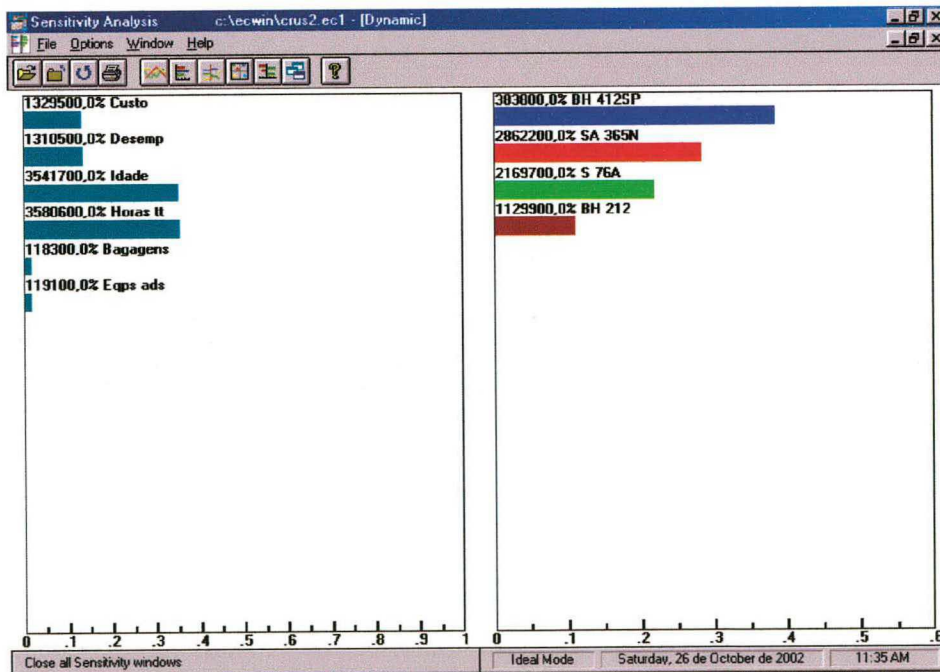 Sensitivity Analysis c:\ecwin\crus2.ec1 - [Dynamic]
File Options Window Help
1329500,0% Custo
1310500,0% Desemp
3541700,0% Idade
3580600,0% Horas tt
118300,0% Bagagens
119100,0% Eqps ads
0 .1 .2 .3 .4 .5 .6 .7 .8 .9 1
383800,0% BH 412SP
2862200,0% SA 365N
2169700,0% S 76A
1129900,0% BH 212
0 .1 .2 .3 .4 .5 .6
Close all Sensitivity windows Ideal Mode Saturday, 26 de October de 2002 11:35 AM